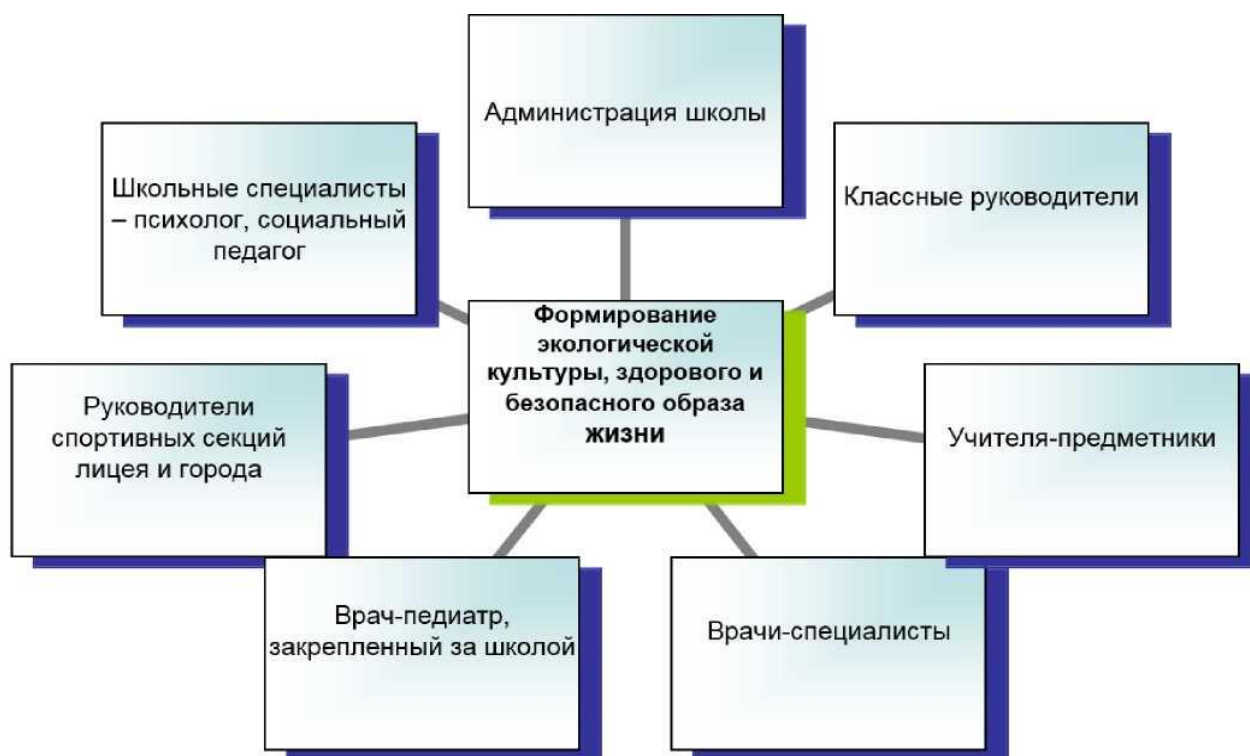 Администрация школы
Школьные специалисты
– психолог, социальный
педагог
Классные руководители
Формирование
экологической
культуры, здорового и
безопасного образа
жизни
Руководители
спортивных секций
лицея и города
Учителя-предметники
Врач-педиатр,
закрепленный за школой
Врачи-специалисты